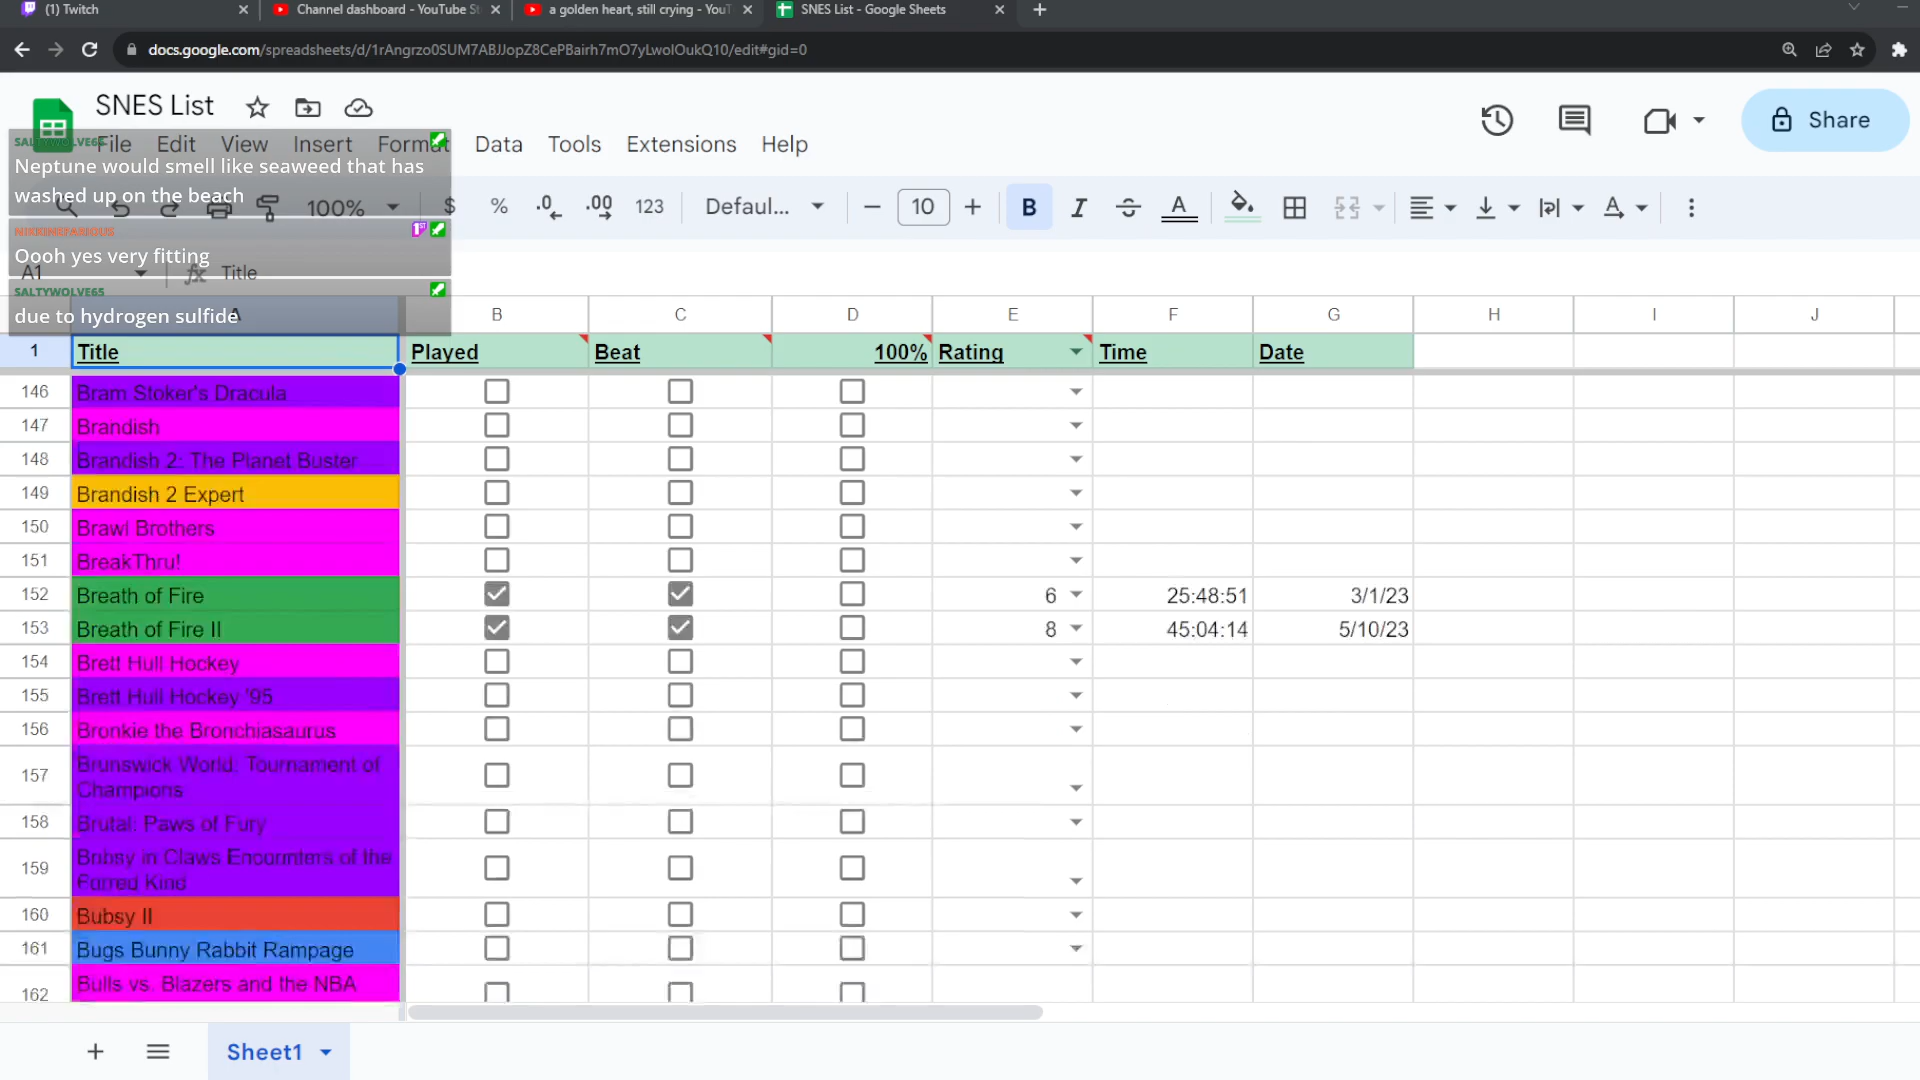 (1) Twitch
Channel dashboard - YouTube St
a golden heart, still crying - YouT
SNES List - Google Sheets
docs.google.com/spreadsheets/d/1rAngrzo0SUM7ABJJopZ8CePBairh7mO7yLwolOukQ10/edit#gid=0
SNES List
File Edit View Insert Format Data Tools Extensions Help
Share
SALTYWOLVE65
Neptune would smell like seaweed that has
washed up on the beach
100% $ % .0 .00 123 Defaul... 10 B I S A
Oooh yes very fitting
A1 fx Title
SALTYWOLVE65
due to hydrogen sulfide
A B C D E F G H I J
1 Title Played Beat 100% Rating Time Date
146 Bram Stoker's Dracula
147 Brandish
148 Brandish 2: The Planet Buster
149 Brandish 2 Expert
150 Brawl Brothers
151 BreakThru!
152 Breath of Fire 6 25:48:51 3/1/23
153 Breath of Fire II 8 45:04:14 5/10/23
154 Brett Hull Hockey
155 Brett Hull Hockey '95
156 Bronkie the Bronchiasaurus
157 Brunswick World: Tournament of
Champions
158 Brutal: Paws of Fury
159 Bubsy in Claws Encounters of the
Furred Kind
160 Bubsy II
161 Bugs Bunny Rabbit Rampage
162 Bulls vs. Blazers and the NBA
Sheet1